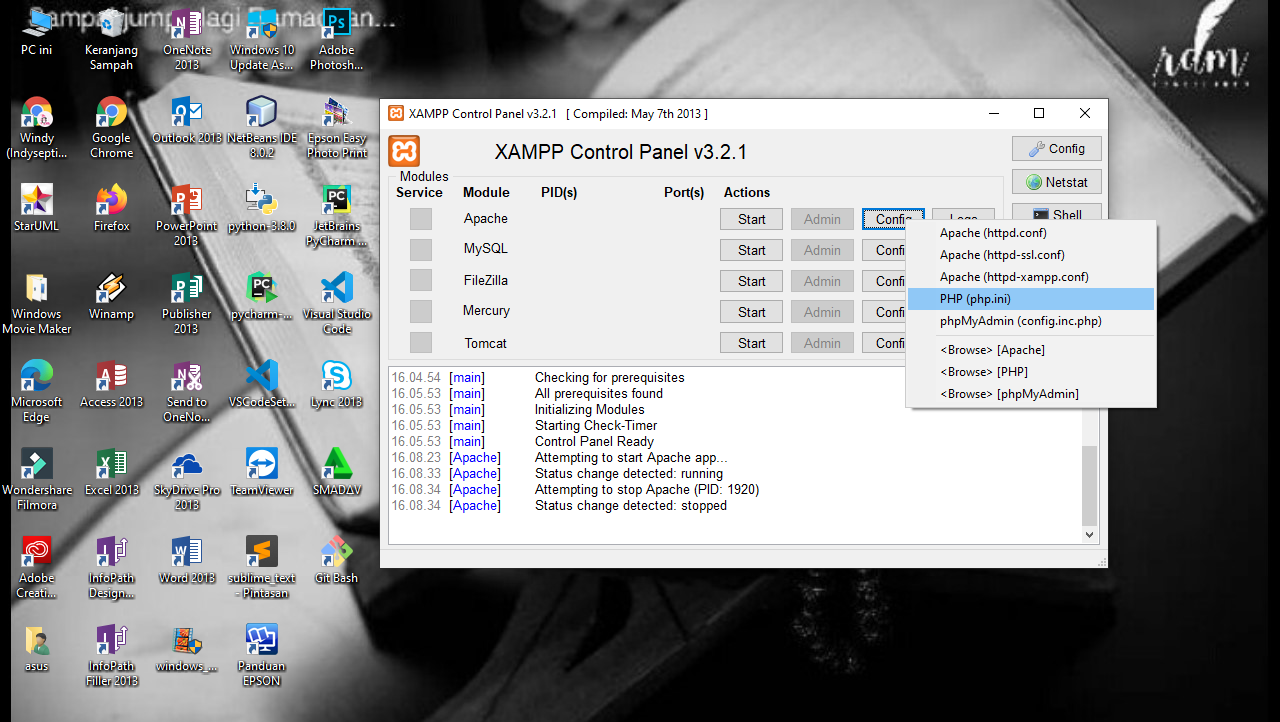 Sampai jumpa lagi Ramadhan...
rdm
PC ini
Keranjang
Sampah
OneNote
2013
Windows 10
Update As...
Adobe
Photosh...
Windy
(Indysepti...
Google
Chrome
Outlook 2013
NetBeans IDE
8.0.2
Epson Easy
Photo Print
StarUML
Firefox
PowerPoint
2013
python-3.8.0
JetBrains
PyCharm ...
Windows
Movie Maker
Winamp
Publisher
2013
pycharm-...
Visual Studio
Code
Microsoft
Edge
Access 2013
Send to
OneNo...
VSCodeSet...
Lync 2013
Wondershare
Filmora
Excel 2013
SkyDrive Pro
2013
TeamViewer
SMADΔV
Adobe
Creati...
InfoPath
Design...
Word 2013
sublime_text
- Pintasan
Git Bash
asus
InfoPath
Filler 2013
windows_...
Panduan
EPSON
XAMPP Control Panel v3.2.1 [ Compiled: May 7th 2013 ]
XAMPP Control Panel v3.2.1
Config
Netstat
Shell
Modules
Service Module PID(s) Port(s) Actions
Apache Start Admin Config Logs
MySQL Start Admin Confi
FileZilla Start Admin Confi
Mercury Start Admin Confi
Tomcat Start Admin Confi
Apache (httpd.conf)
Apache (httpd-ssl.conf)
Apache (httpd-xampp.conf)
PHP (php.ini)
phpMyAdmin (config.inc.php)
<Browse> [Apache]
<Browse> [PHP]
<Browse> [phpMyAdmin]
16.04.54 [main] Checking for prerequisites
16.05.53 [main] All prerequisites found
16.05.53 [main] Initializing Modules
16.05.53 [main] Starting Check-Timer
16.05.53 [main] Control Panel Ready
16.08.23 [Apache] Attempting to start Apache app...
16.08.33 [Apache] Status change detected: running
16.08.34 [Apache] Attempting to stop Apache (PID: 1920)
16.08.34 [Apache] Status change detected: stopped